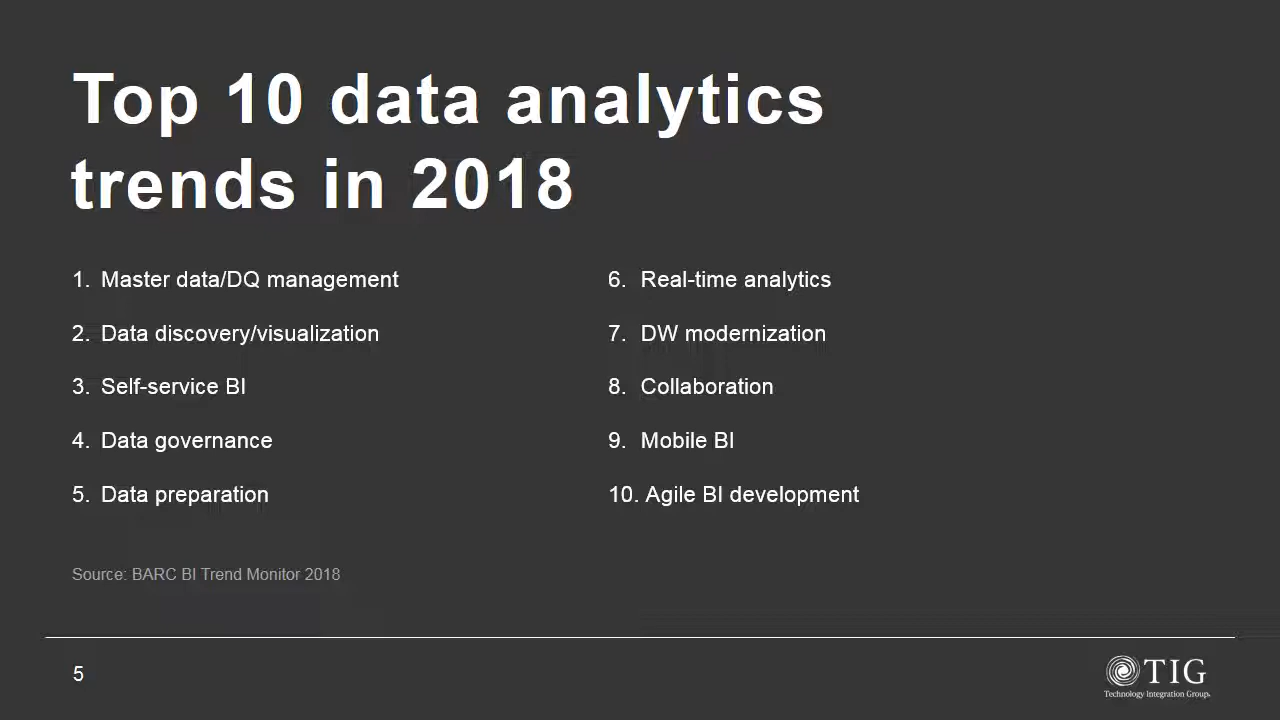 Top 10 data analytics
trends in 2018
1. Master data/DQ management
2. Data discovery/visualization
3. Self-service BI
4. Data governance
5. Data preparation
6. Real-time analytics
7. DW modernization
8. Collaboration
9. Mobile BI
10. Agile BI development
Source: BARC BI Trend Monitor 2018
5
TIG
Technology Integration Group.